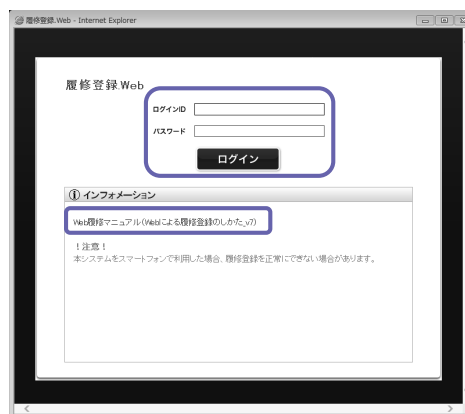 履修登録.Web - Internet Explorer
履修登録.Web
ログインID
パスワード
ログイン
インフォメーション
Web履修マニュアル(Webによる履修登録のしかた_v7)
！注意！
本システムをスマートフォンで利用した場合、履修登録を正常にできない場合があります。